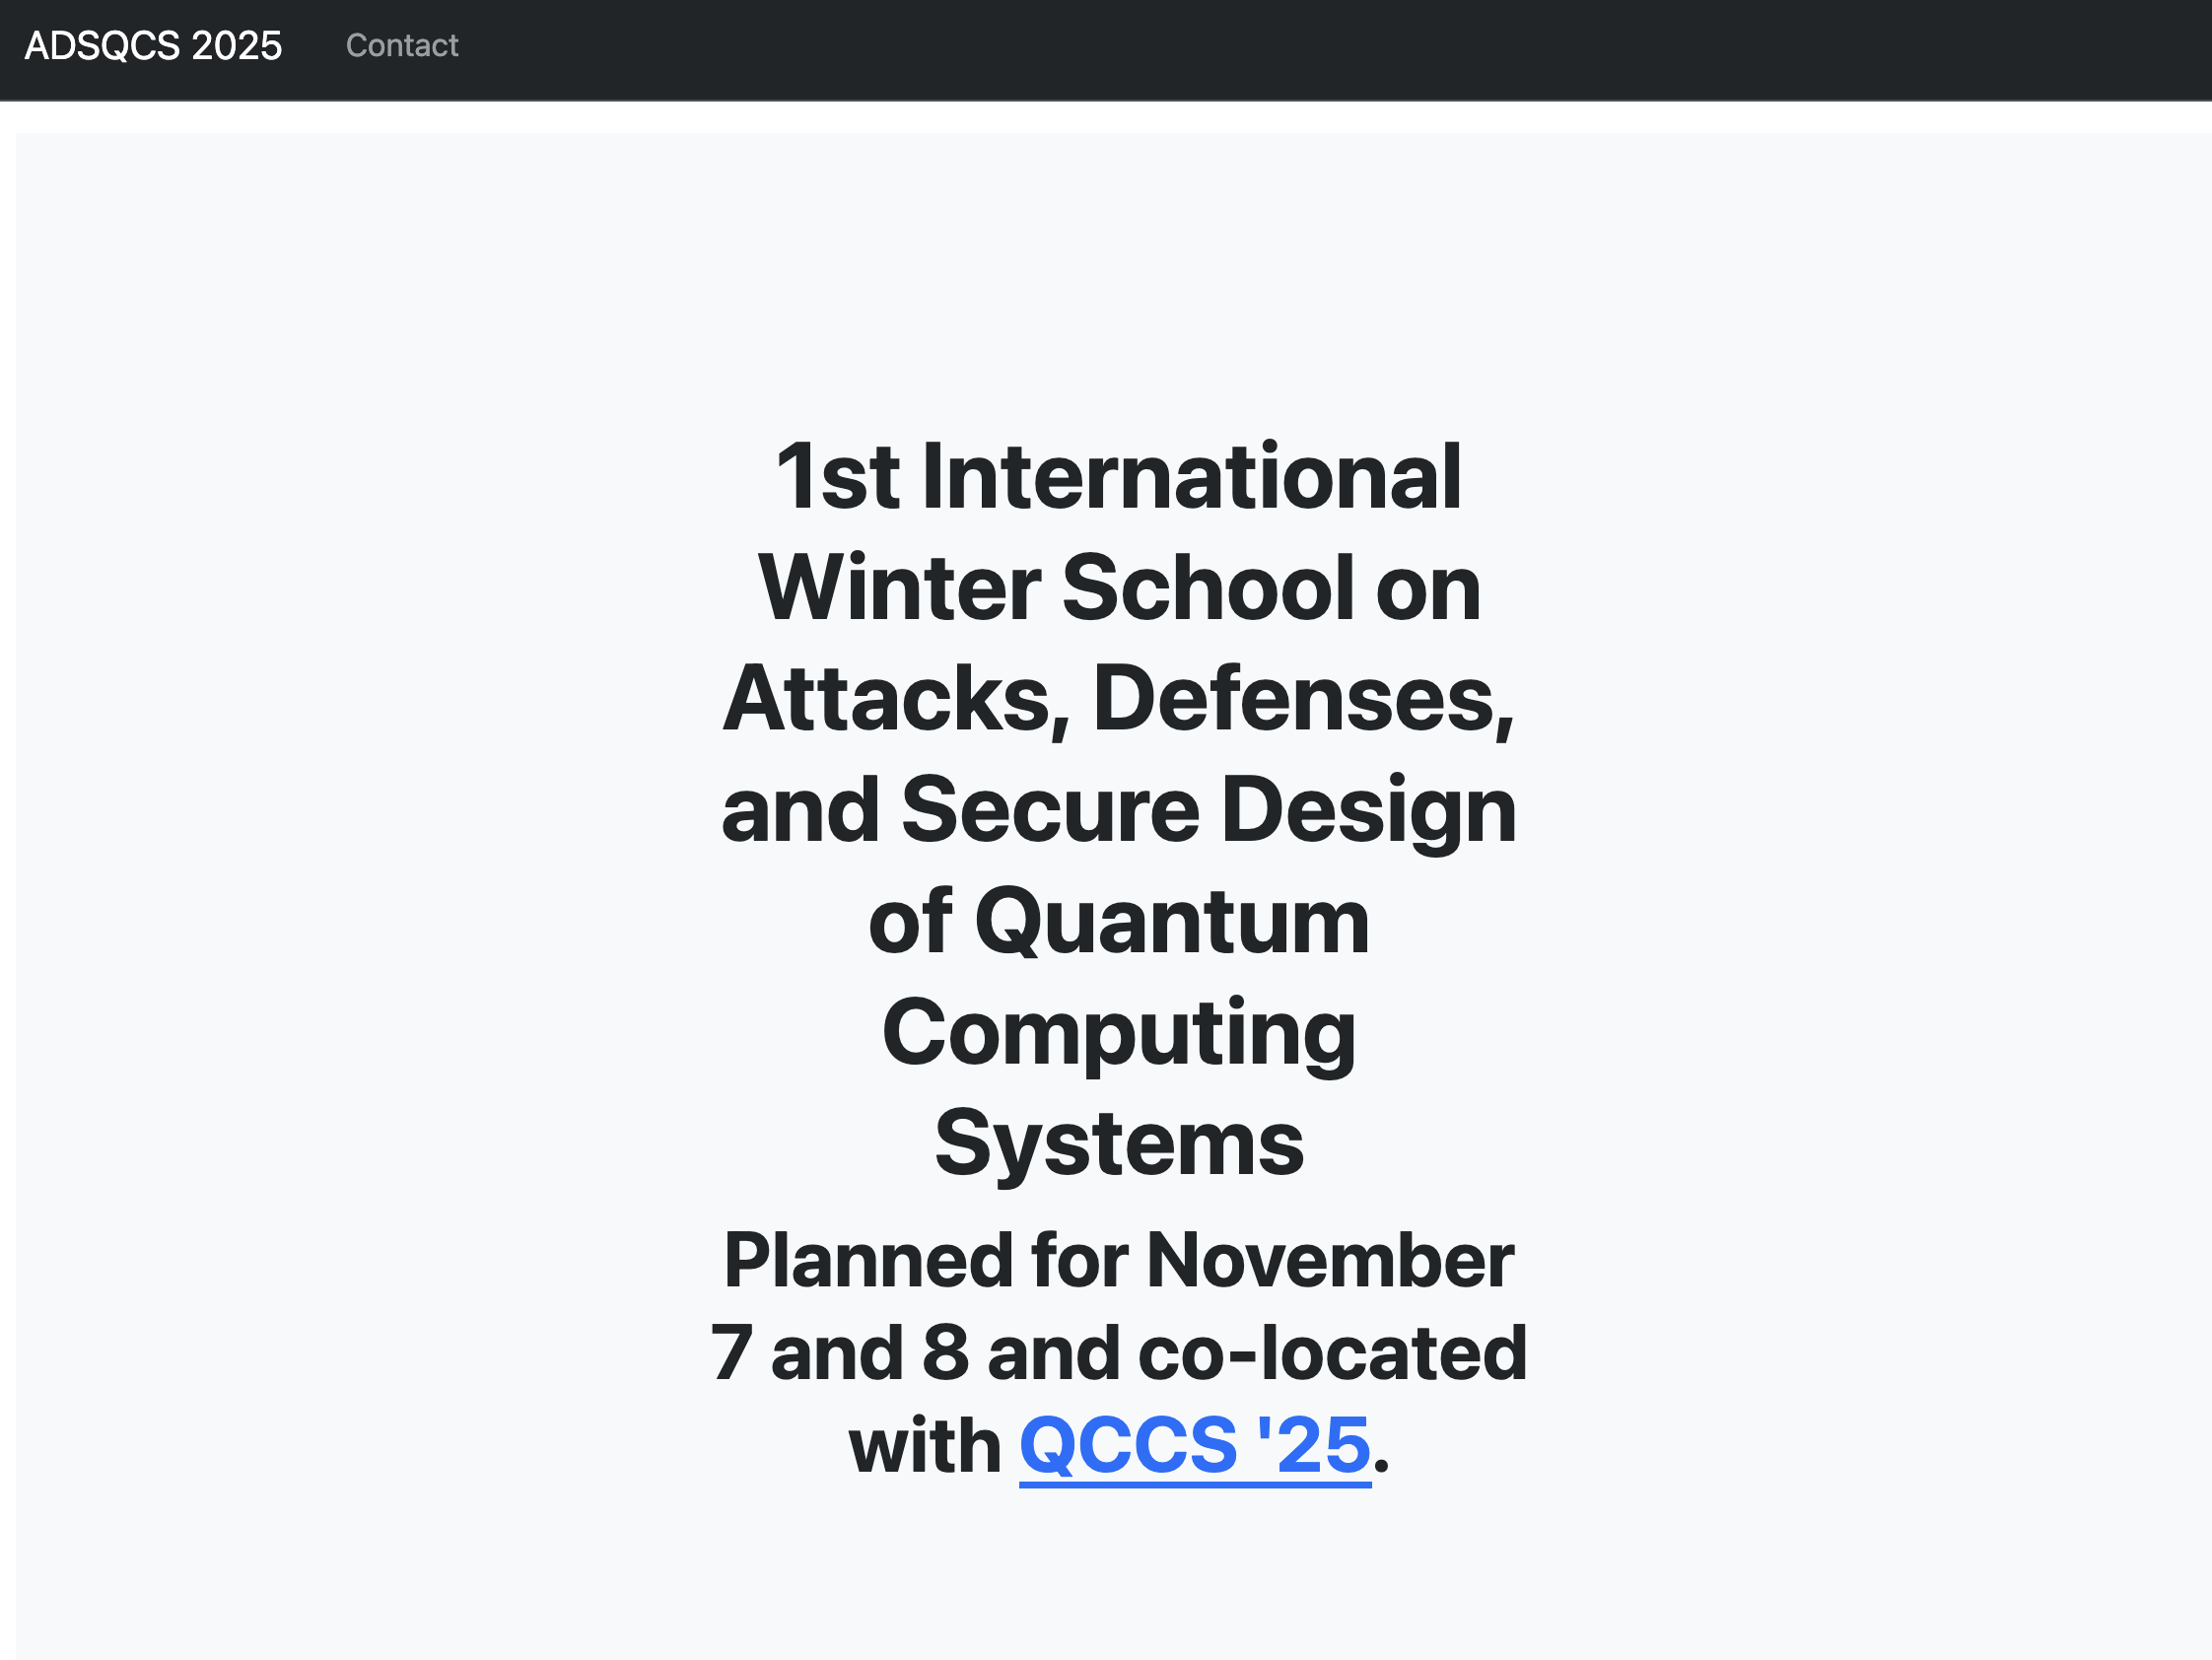 ADSQCS 2025 Contact
1st International
Winter School on
Attacks, Defenses,
and Secure Design
of Quantum
Computing
Systems
Planned for November
7 and 8 and co-located
with QCCS '25.